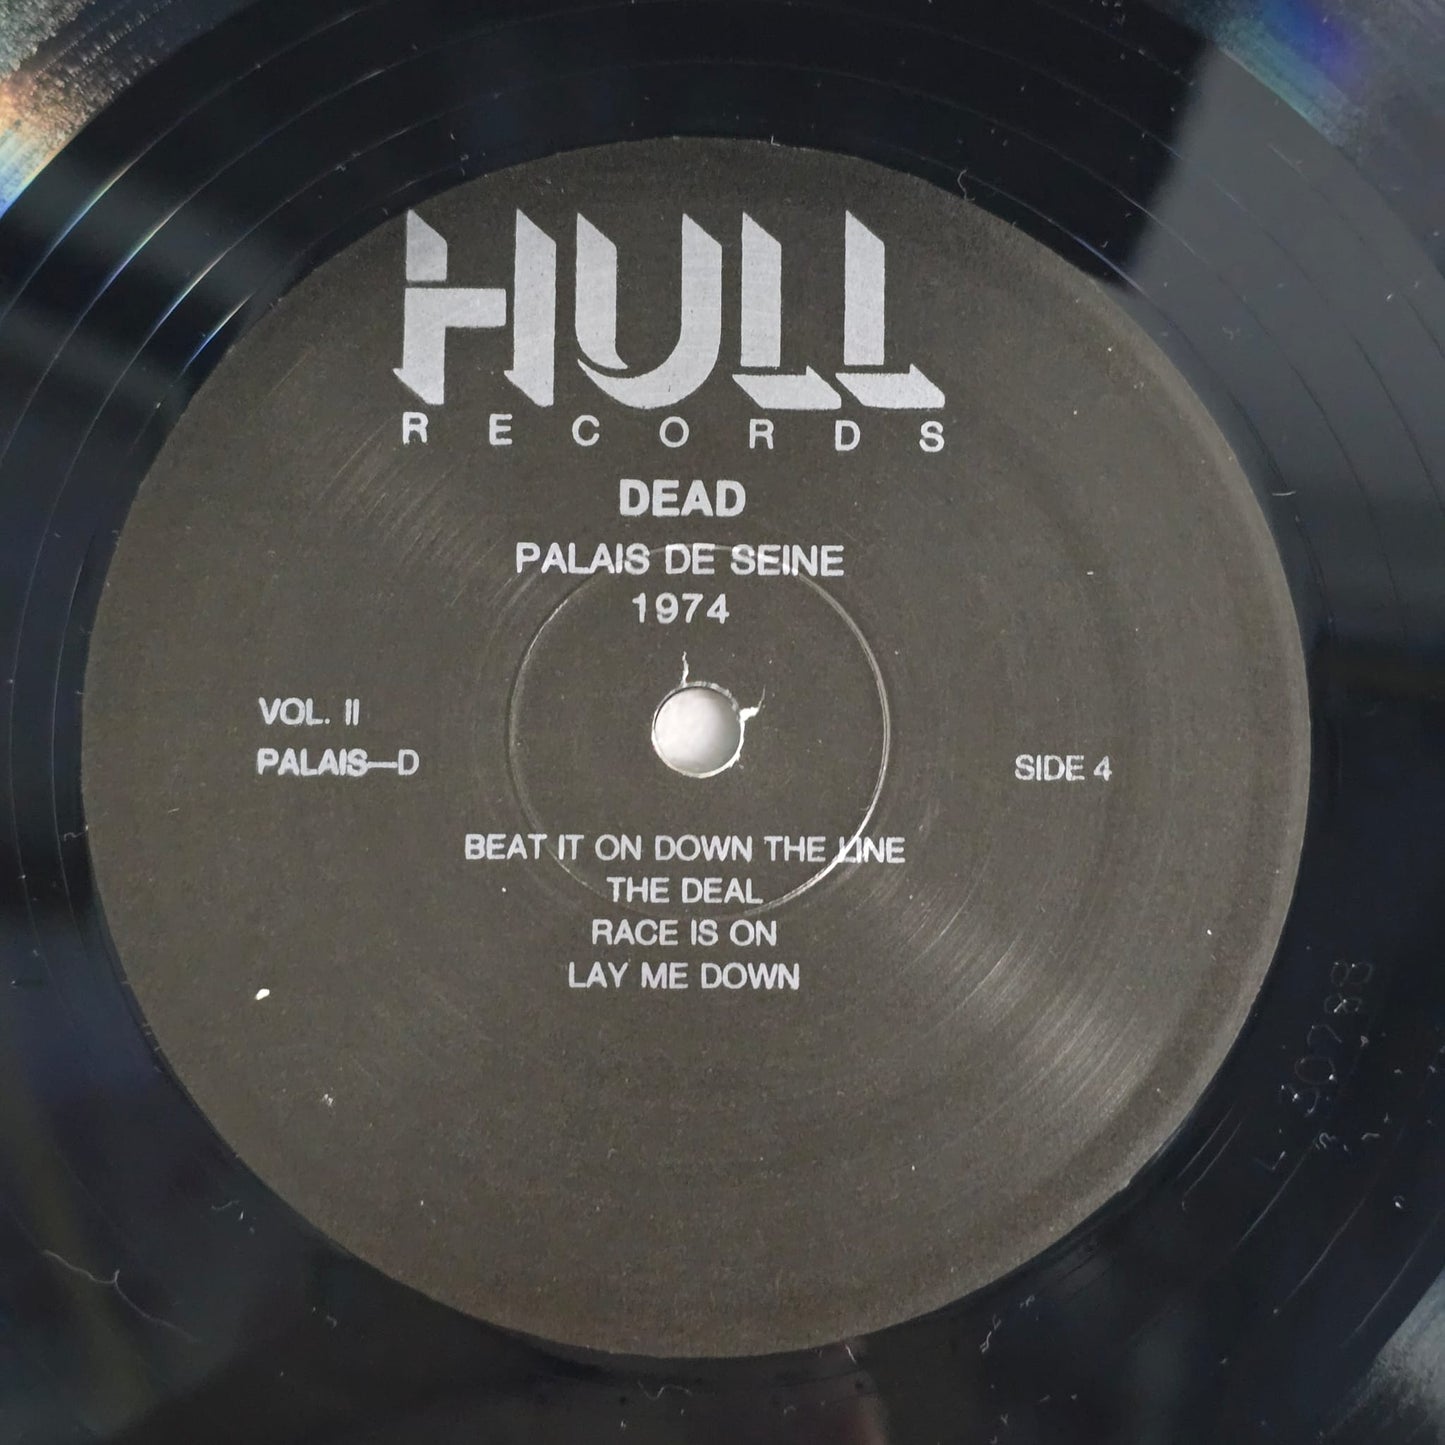 HULL
RECORDS
DEAD
PALAIS DE SEINE
1974
VOL. II
PALAIS—D
SIDE 4
BEAT IT ON DOWN THE LINE
THE DEAL
RACE IS ON
LAY ME DOWN